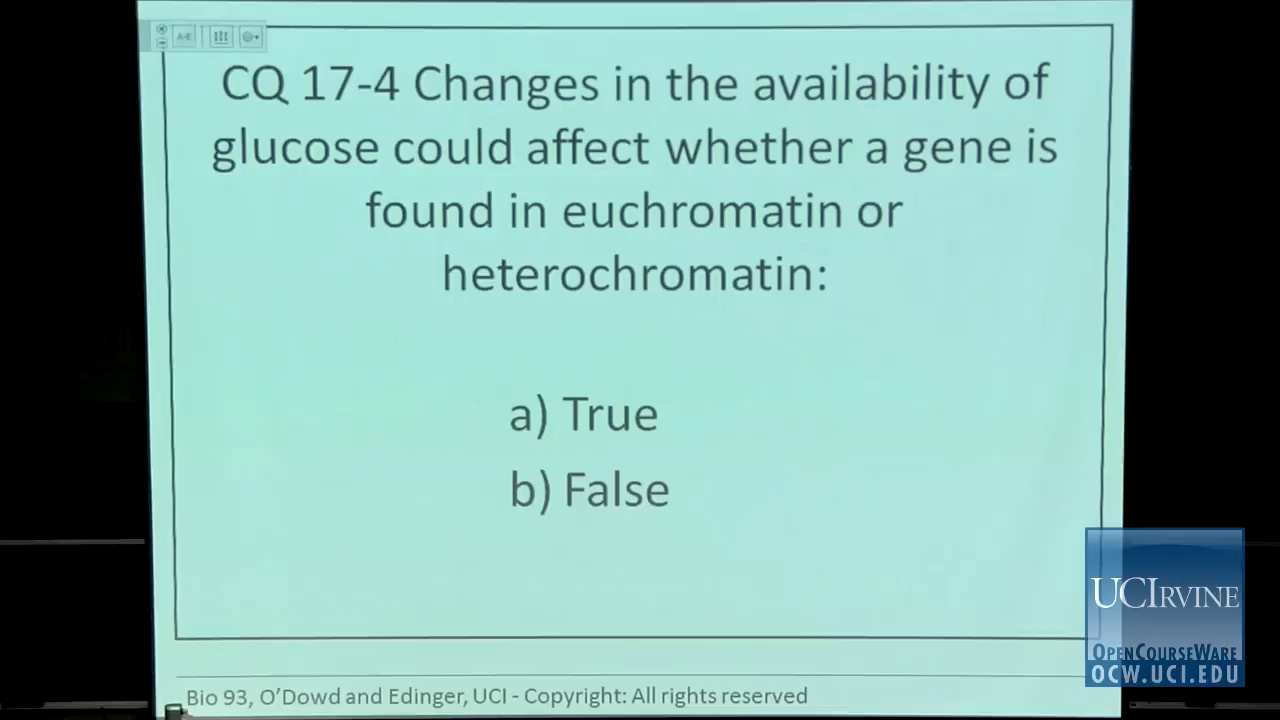 A-E
CQ 17-4 Changes in the availability of
glucose could affect whether a gene is
found in euchromatin or
heterochromatin:
a) True
b) False
UCIRVINE
OPENCOURSEWARE
OCW.UCI.EDU
Bio 93, O'Dowd and Edinger, UCI - Copyright: All rights reserved